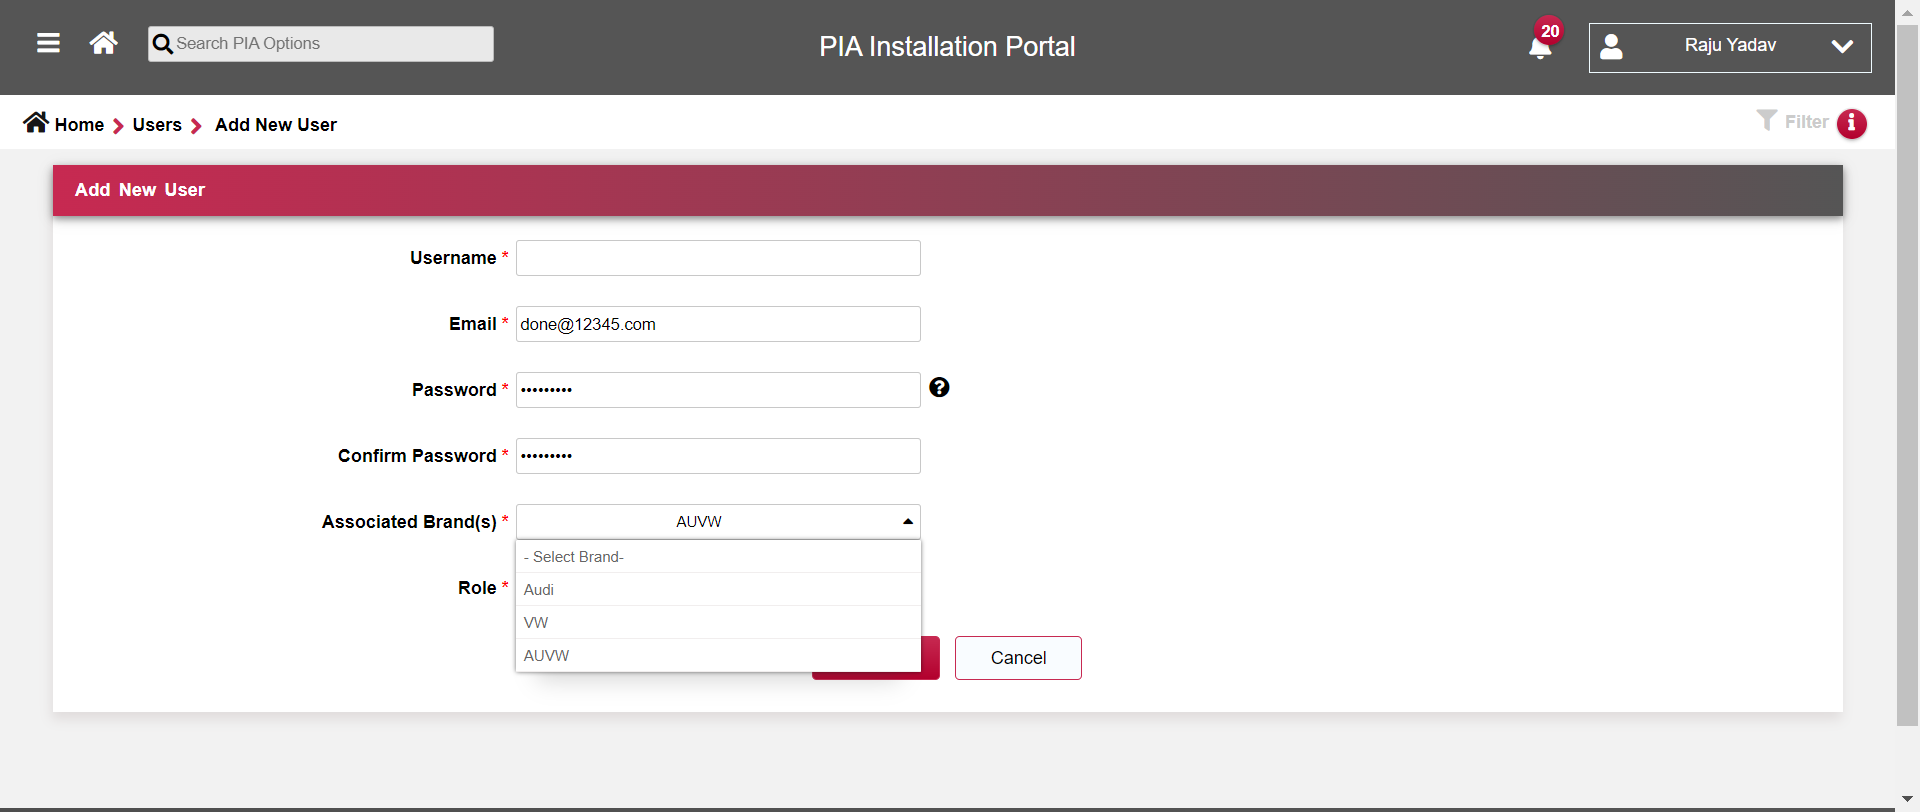 Search PIA Options
PIA Installation Portal
20
Raju Yadav
Home Users Add New User
Filter
Add New User
Username *
Email * done@12345.com
Password * •••••••••
Confirm Password * •••••••••
Associated Brand(s) * AUVW
- Select Brand-
Audi
Role *
VW
AUVW
Cancel